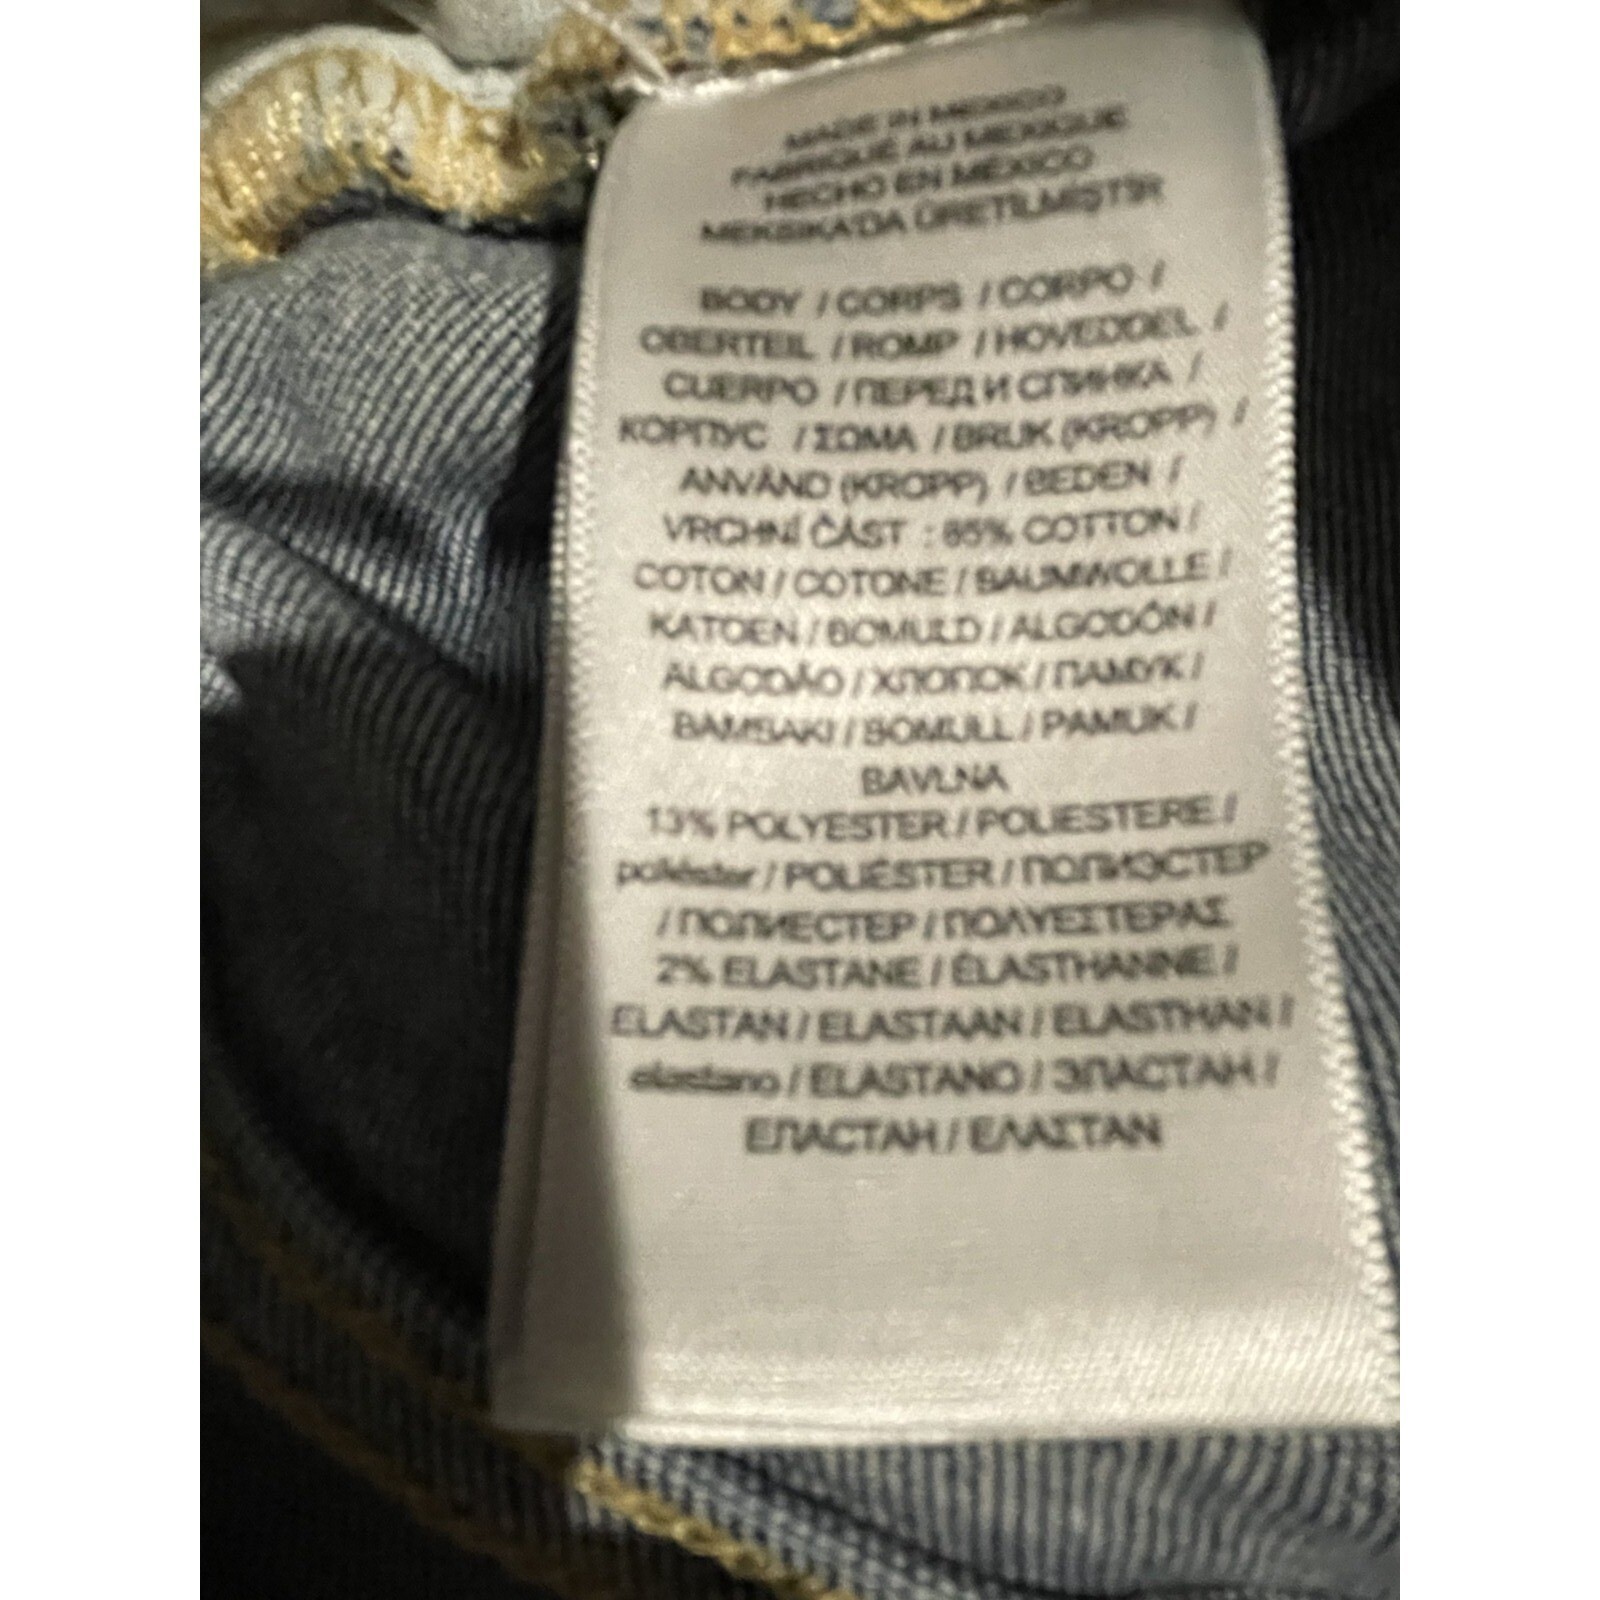 MADE IN MEXICO
FABRIQUÉ AU MEXIQUE
HECHO EN MÉXICO
MEKSIKA'DA ÜRETİLMİŞTİR
BODY / CORPS / CORPO /
OBERTEIL / ROMP / HOVEDDEL /
CUERPO / ПЕРЕД И СПИНКА /
КОРПУС / ΣΩΜΑ / BRUK (KROPP) /
ANVÄND (KROPP) / BEDEN /
VRCHNÍ ČÁST : 85% COTTON /
COTON / COTONE / BAUMWOLLE /
KATOEN / BOMULD / ALGODÓN /
ALGODÃO / ХЛОПОК / ПАМУК /
BAMBAKI / BOMULL / PAMUK /
BAVLNA
13% POLYESTER / POLIESTERE /
poliéster / POLIÉSTER / ПОЛИЭСТЕР
/ ПОЛИЕСТЕР / ΠΟΛΥΕΣΤΕΡΑΣ
2% ELASTANE / ÉLASTHANNE /
ELASTAN / ELASTAAN / ELASTHAN /
elastano / ELASTANO / ЭЛАСТАН /
ЕЛАСТАН / ΕΛΑΣΤΑΝ